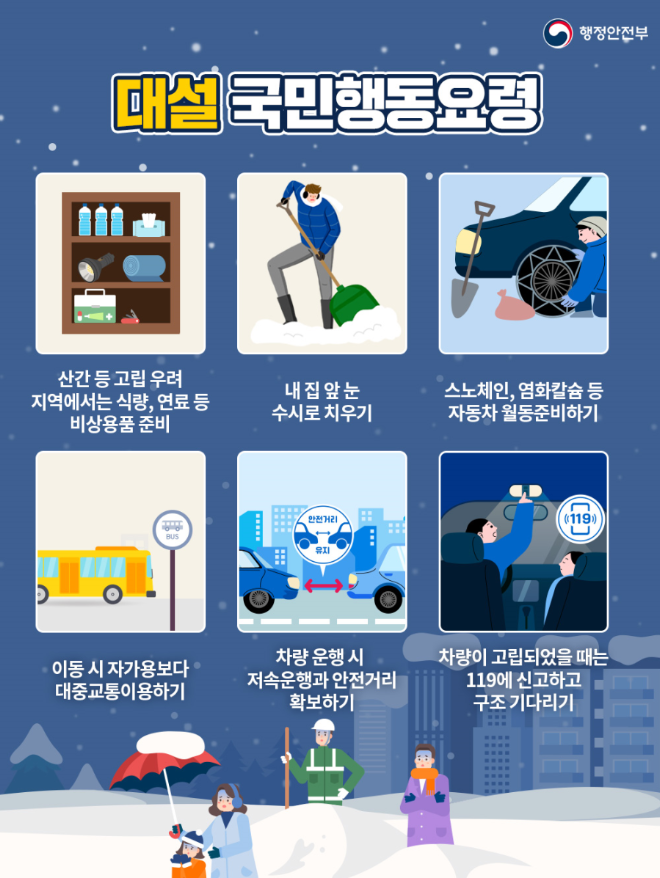 행정안전부
대설 국민행동요령
산간 등 고립 우려
지역에서는 식량, 연료 등
비상용품 준비
내 집 앞 눈
수시로 치우기
스노체인, 염화칼슘 등
자동차 월동준비하기
BUS
안전거리
유지
119
이동 시 자가용보다
대중교통이용하기
차량 운행 시
저속운행과 안전거리
확보하기
차량이 고립되었을 때는
119에 신고하고
구조 기다리기